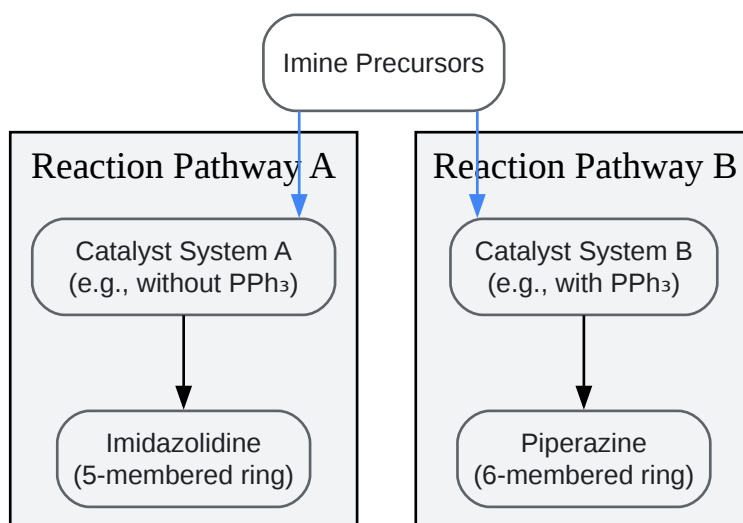 Imine Precursors
Reaction Pathway A
Catalyst System A
(e.g., without PPh₃)
Imidazolidine
(5-membered ring)
Reaction Pathway B
Catalyst System B
(e.g., with PPh₃)
Piperazine
(6-membered ring)